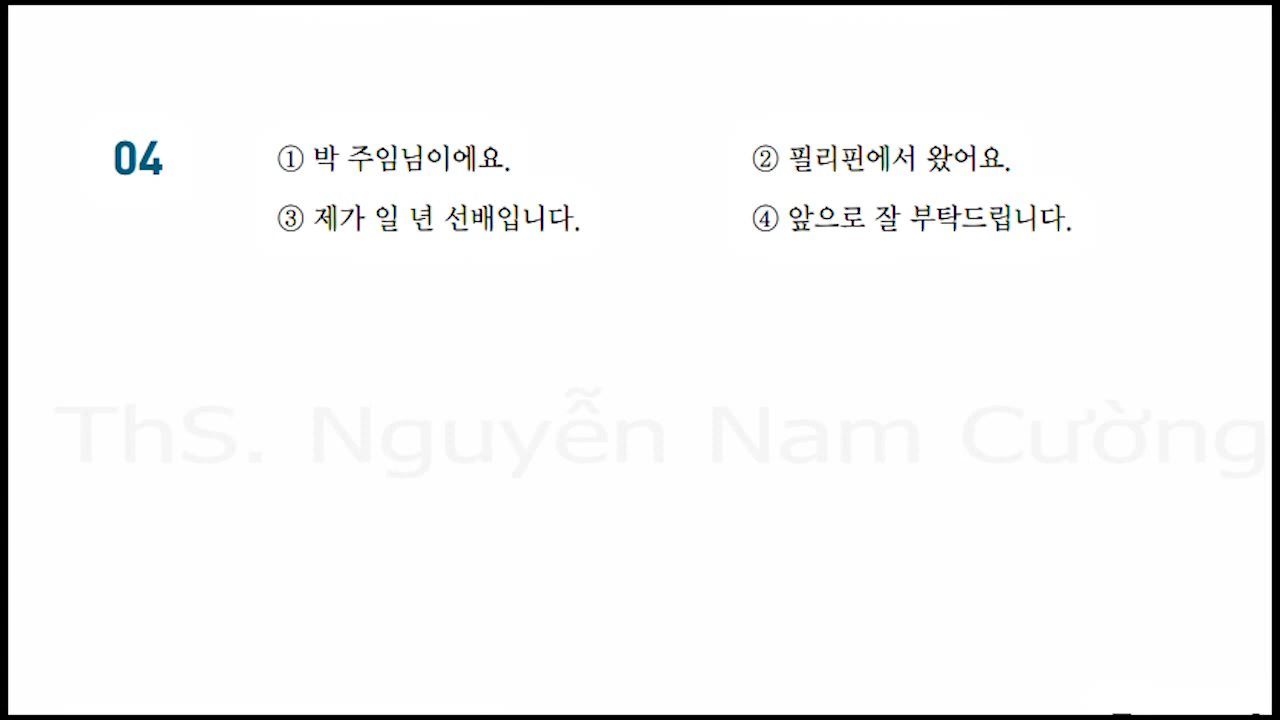 04
① 박 주임님이에요. ② 필리핀에서 왔어요.
③ 제가 일 년 선배입니다. ④ 앞으로 잘 부탁드립니다.
ThS. Nguyễn Nam Cường